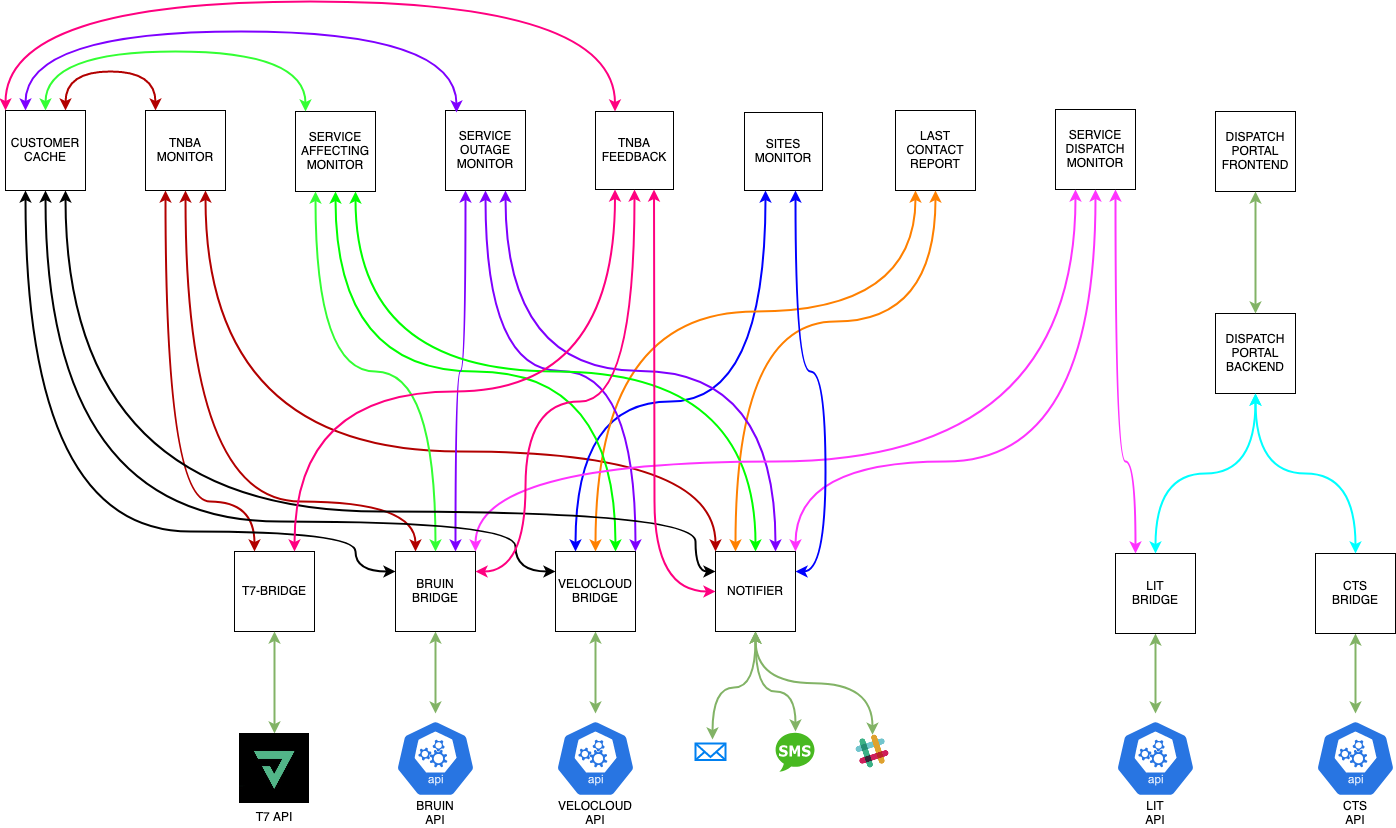 CUSTOMER
CACHE
TNBA
MONITOR
SERVICE
AFFECTING
MONITOR
SERVICE
OUTAGE
MONITOR
TNBA
FEEDBACK
SITES
MONITOR
LAST
CONTACT
REPORT
SERVICE
DISPATCH
MONITOR
DISPATCH
PORTAL
FRONTEND
DISPATCH
PORTAL
BACKEND
T7-BRIDGE
BRUIN
BRIDGE
VELOCLOUD
BRIDGE
NOTIFIER
LIT
BRIDGE
CTS
BRIDGE
T7 API
api
BRUIN
API
api
VELOCLOUD
API
SMS
api
LIT
API
api
CTS
API